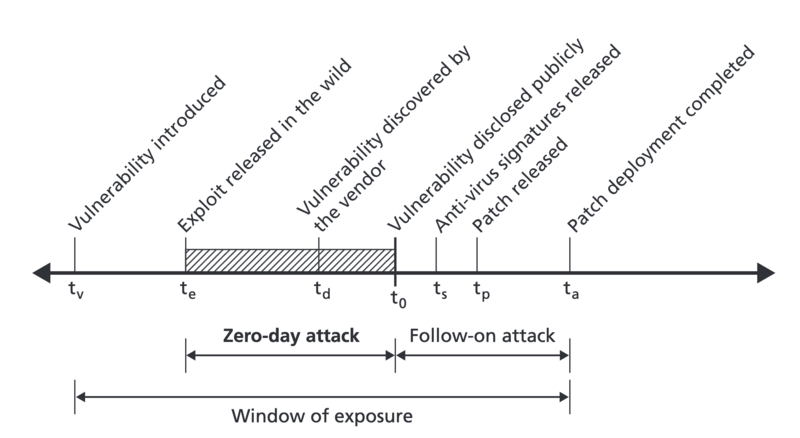 Vulnerability introduced
Exploit released in the wild
Vulnerability discovered by
the vendor
Vulnerability disclosed publicly
Anti-virus signatures released
Patch released
Patch deployment completed
tv
te
td
t0
ts
tp
ta
Zero-day attack
Follow-on attack
Window of exposure